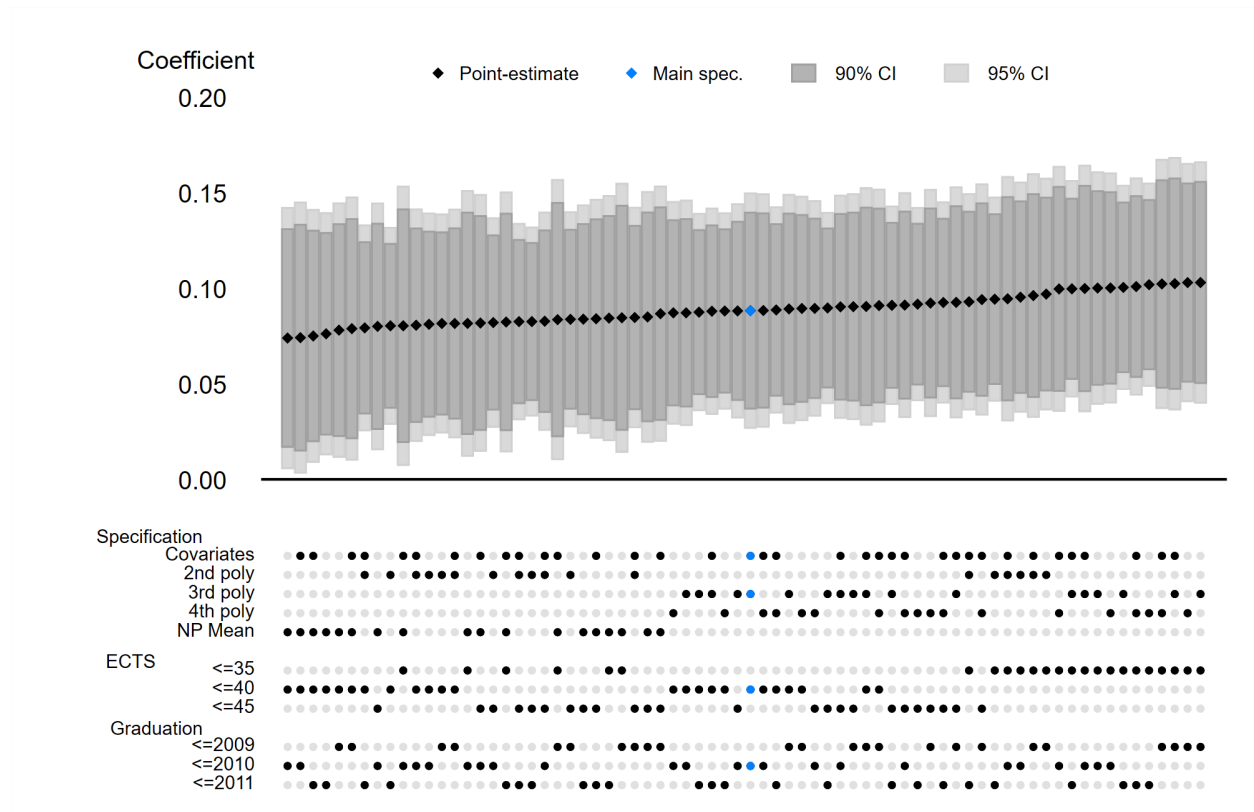 Coefficient
Point-estimate Main spec. 90% CI 95% CI
0.20
0.15
0.10
0.05
0.00
Specification
Covariates
2nd poly
3rd poly
4th poly
NP Mean
ECTS
<=35
<=40
<=45
Graduation
<=2009
<=2010
<=2011